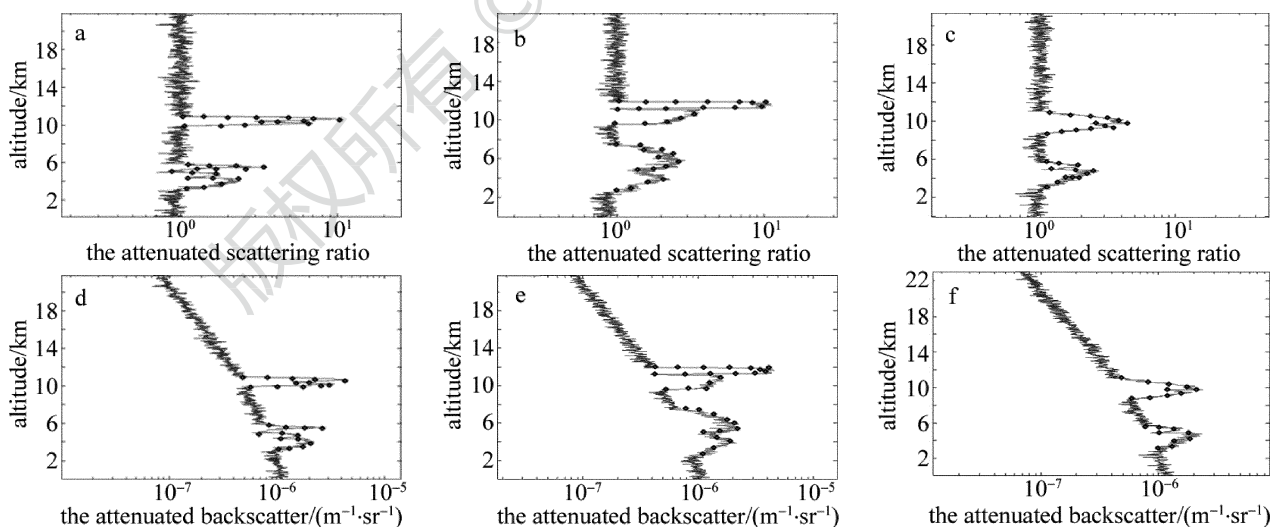 a
b
c
altitude/km
18
14
10
6
2
altitude/km
18
14
10
6
2
altitude/km
18
14
10
6
2
10⁰
10¹
10⁰
10¹
10⁰
10¹
the attenuated scattering ratio
the attenuated scattering ratio
the attenuated scattering ratio
d
e
f
altitude/km
18
14
10
6
2
altitude/km
18
14
10
6
2
altitude/km
22
18
14
10
6
2
10⁻⁷
10⁻⁶
10⁻⁵
10⁻⁷
10⁻⁶
10⁻⁵
10⁻⁷
10⁻⁶
the attenuated backscatter/(m⁻¹·sr⁻¹)
the attenuated backscatter/(m⁻¹·sr⁻¹)
the attenuated backscatter/(m⁻¹·sr⁻¹)
版权所有 ©